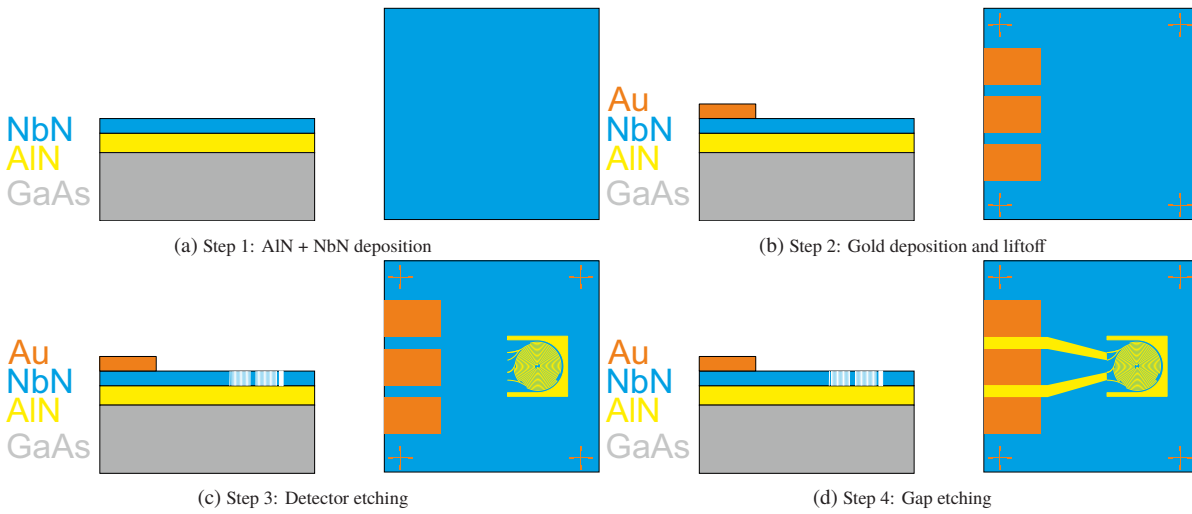 NbN
AlN
GaAs
(a) Step 1: AlN + NbN deposition
Au
NbN
AlN
GaAs
(b) Step 2: Gold deposition and liftoff
Au
NbN
AlN
GaAs
(c) Step 3: Detector etching
Au
NbN
AlN
GaAs
(d) Step 4: Gap etching